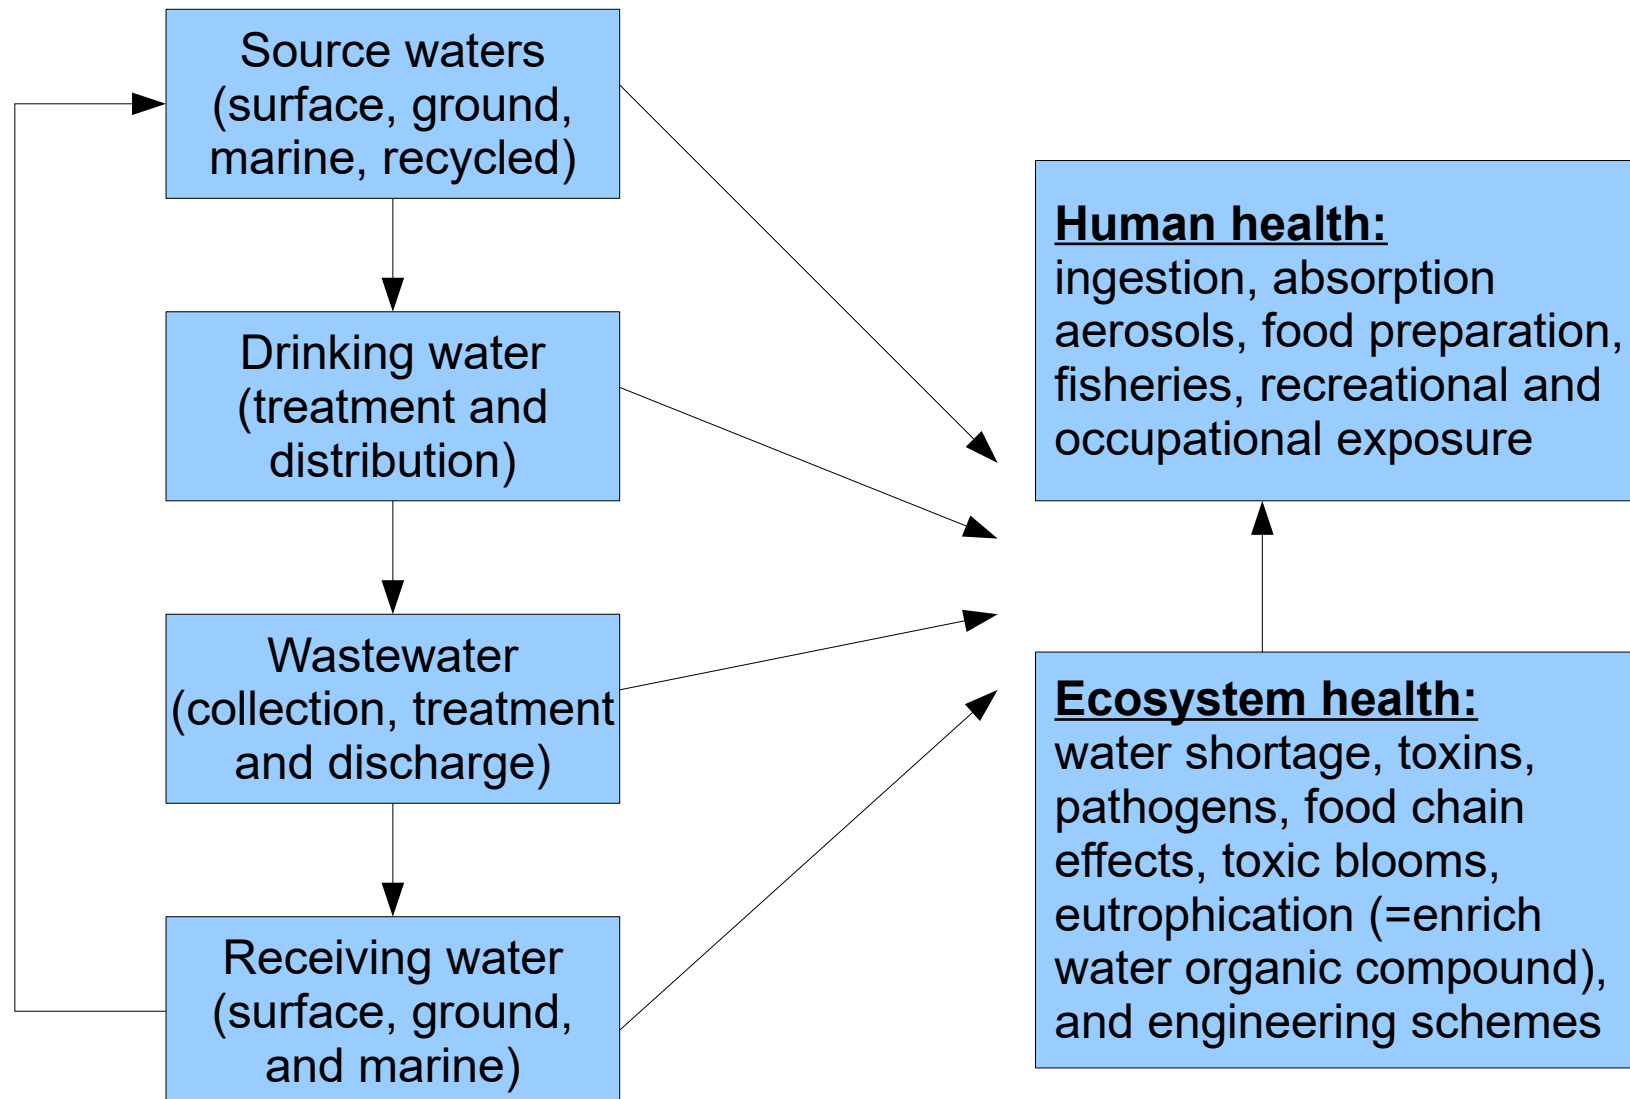 Source waters
(surface, ground,
marine, recycled)
Drinking water
(treatment and
distribution)
Wastewater
(collection, treatment
and discharge)
Receiving water
(surface, ground,
and marine)
Human health:
ingestion, absorption
aerosols, food preparation,
fisheries, recreational and
occupational exposure
Ecosystem health:
water shortage, toxins,
pathogens, food chain
effects, toxic blooms,
eutrophication (=enrich
water organic compound),
and engineering schemes